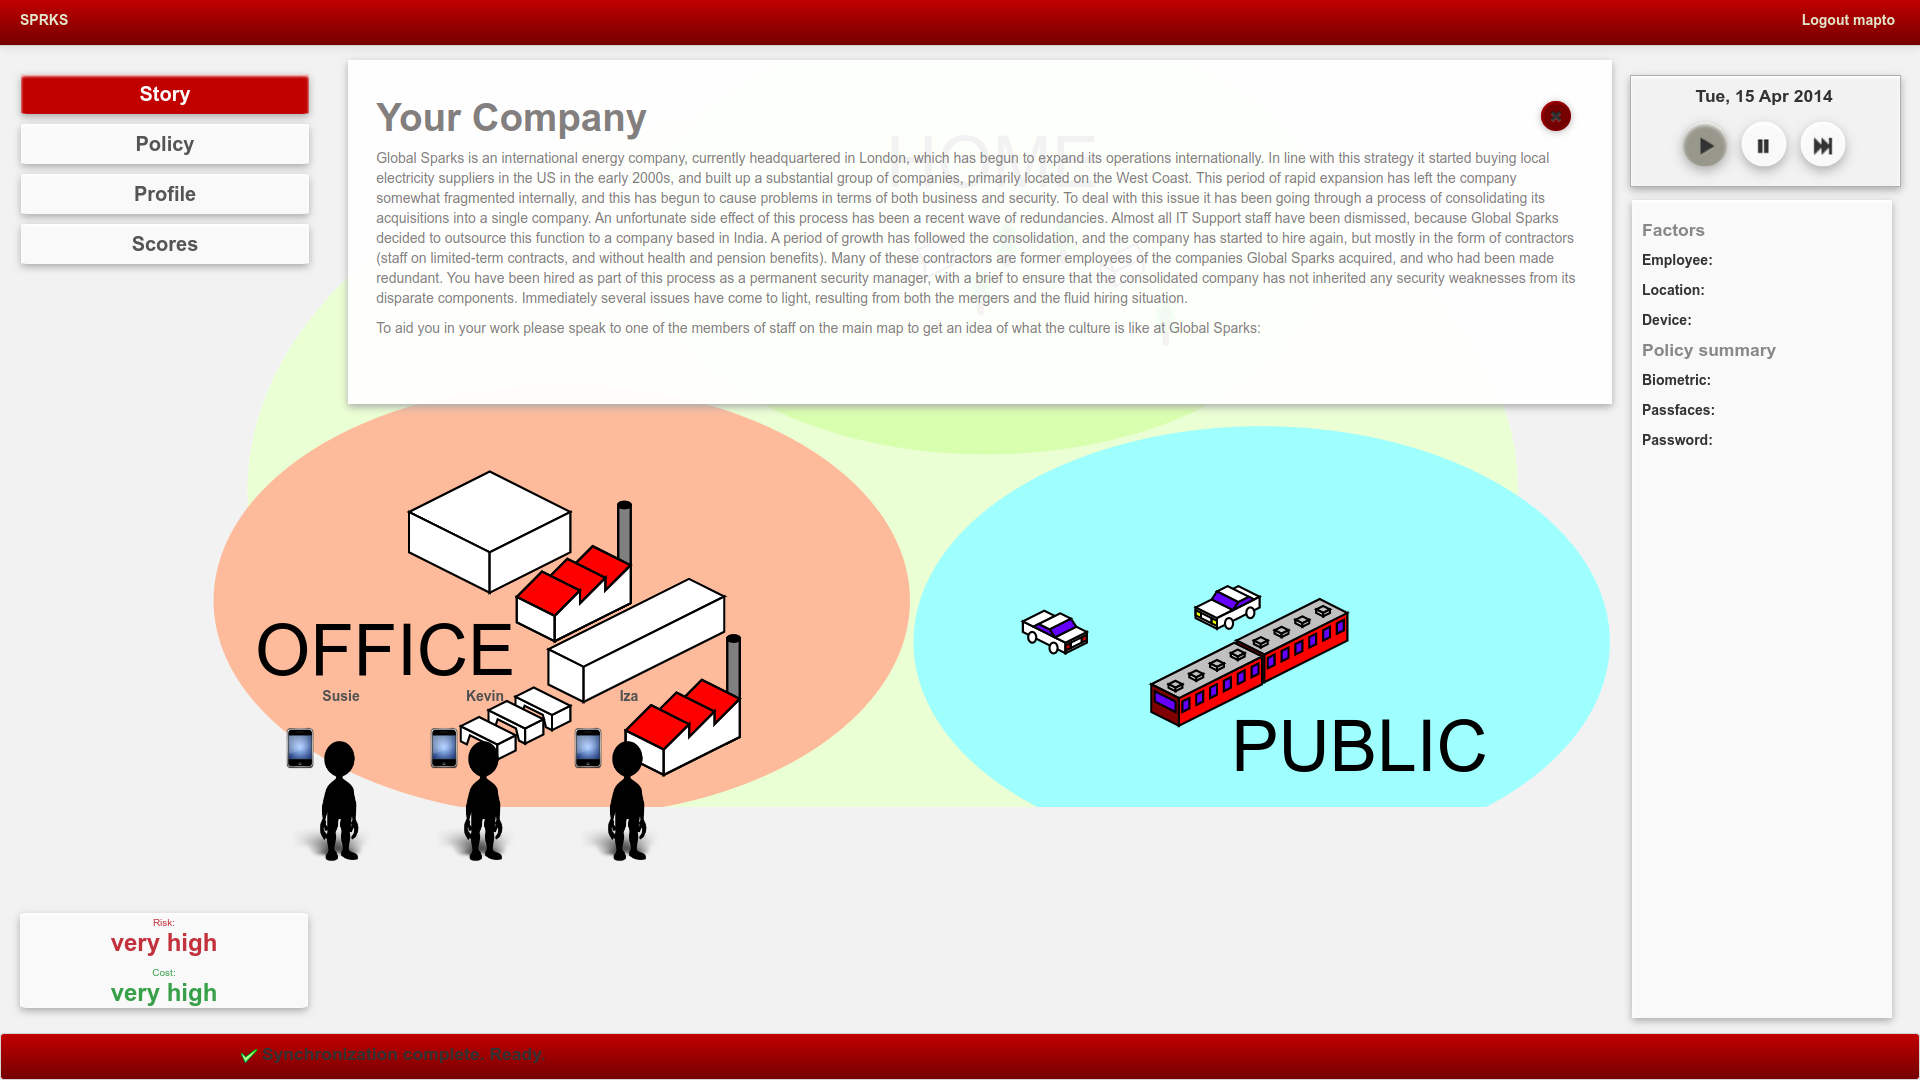 SPRKS
Logout mapto
Story
Policy
Profile
Scores
Your Company
HOME
Global Sparks is an international energy company, currently headquartered in London, which has begun to expand its operations internationally. In line with this strategy it started buying local
electricity suppliers in the US in the early 2000s, and built up a substantial group of companies, primarily located on the West Coast. This period of rapid expansion has left the company
somewhat fragmented internally, and this has begun to cause problems in terms of both business and security. To deal with this issue it has been going through a process of consolidating its
acquisitions into a single company. An unfortunate side effect of this process has been a recent wave of redundancies. Almost all IT Support staff have been dismissed, because Global Sparks
decided to outsource this function to a company based in India. A period of growth has followed the consolidation, and the company has started to hire again, but mostly in the form of contractors
(staff on limited-term contracts, and without health and pension benefits). Many of these contractors are former employees of the companies Global Sparks acquired, and who had been made
redundant. You have been hired as part of this process as a permanent security manager, with a brief to ensure that the consolidated company has not inherited any security weaknesses from its
disparate components. Immediately several issues have come to light, resulting from both the mergers and the fluid hiring situation.
To aid you in your work please speak to one of the members of staff on the main map to get an idea of what the culture is like at Global Sparks:
Tue, 15 Apr 2014
Factors
Employee:
Location:
Device:
Policy summary
Biometric:
Passfaces:
Password:
OFFICE
Susie
Kevin
Iza
PUBLIC
Risk:
very high
Cost:
very high
Synchronization complete. Ready.